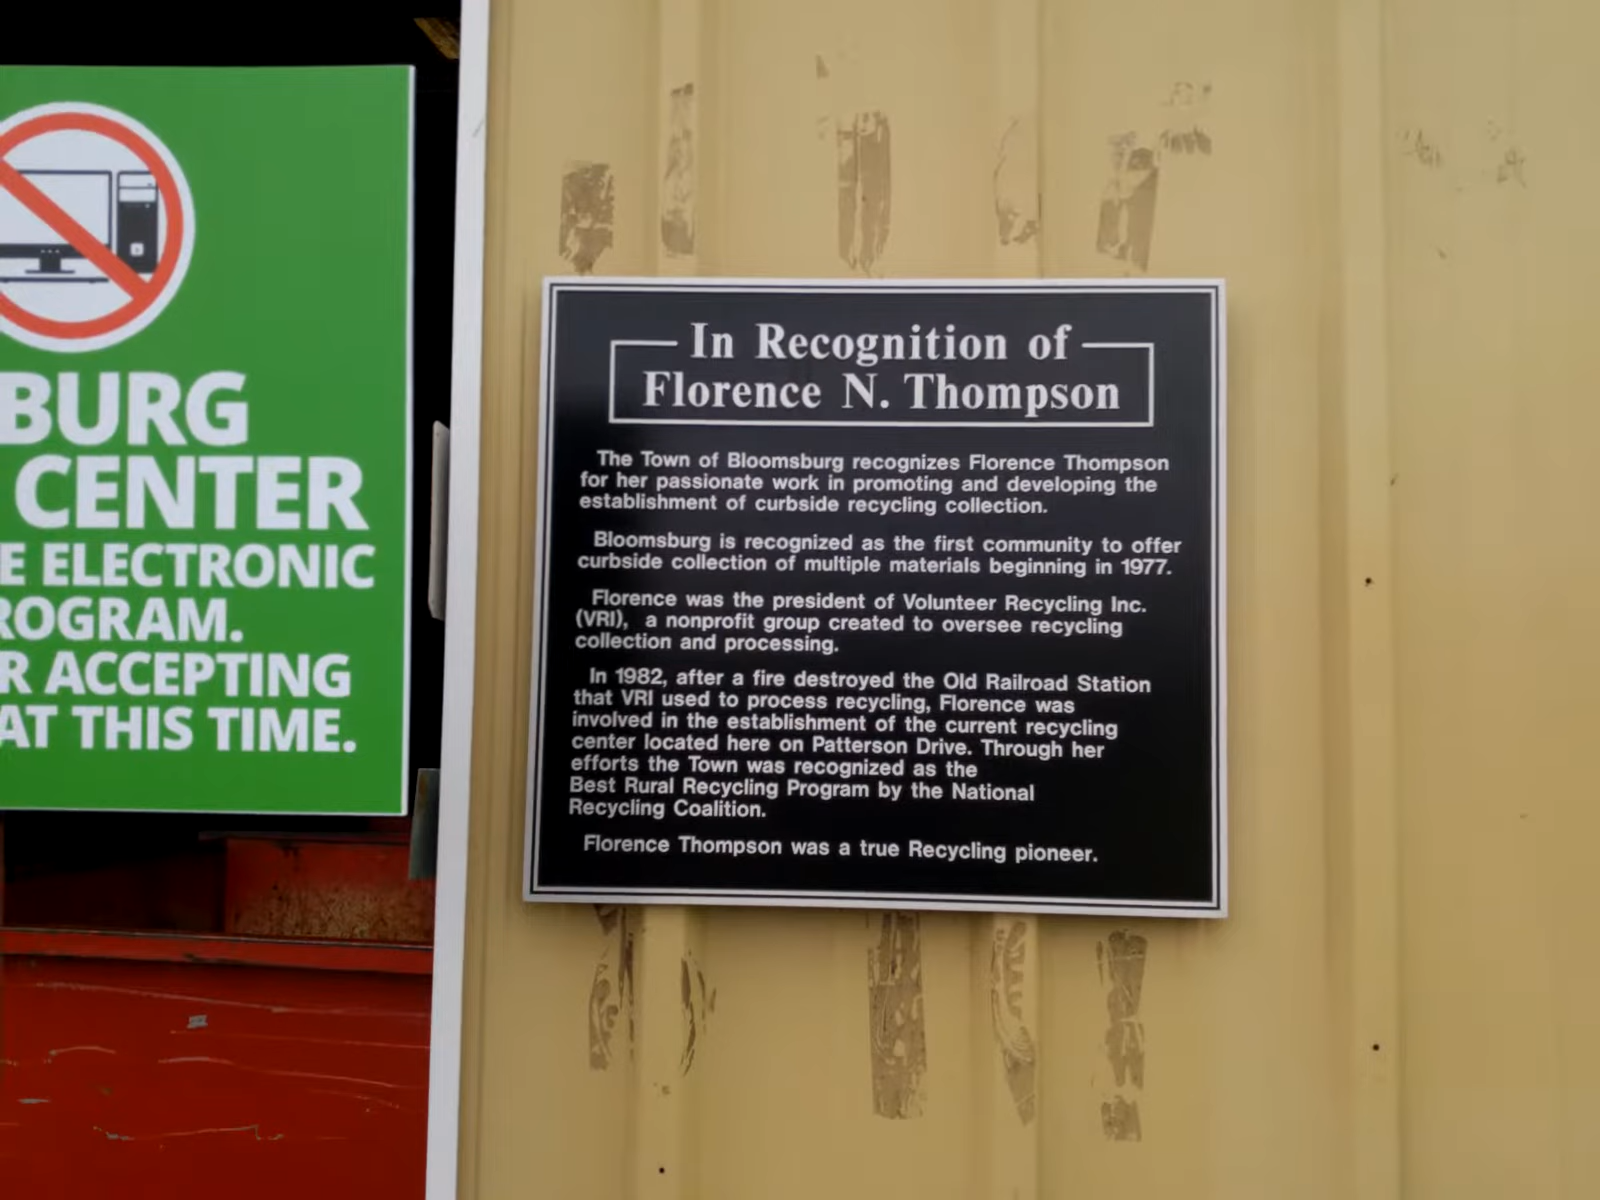 BURG
CENTER
E ELECTRONIC
ROGRAM.
R ACCEPTING
AT THIS TIME.
In Recognition of
Florence N. Thompson
The Town of Bloomsburg recognizes Florence Thompson
for her passionate work in promoting and developing the
establishment of curbside recycling collection.
Bloomsburg is recognized as the first community to offer
curbside collection of multiple materials beginning in 1977.
Florence was the president of Volunteer Recycling Inc.
(VRI), a nonprofit group created to oversee recycling
collection and processing.
In 1982, after a fire destroyed the Old Railroad Station
that VRI used to process recycling, Florence was
involved in the establishment of the current recycling
center located here on Patterson Drive. Through her
efforts the Town was recognized as the
Best Rural Recycling Program by the National
Recycling Coalition.
Florence Thompson was a true Recycling pioneer.